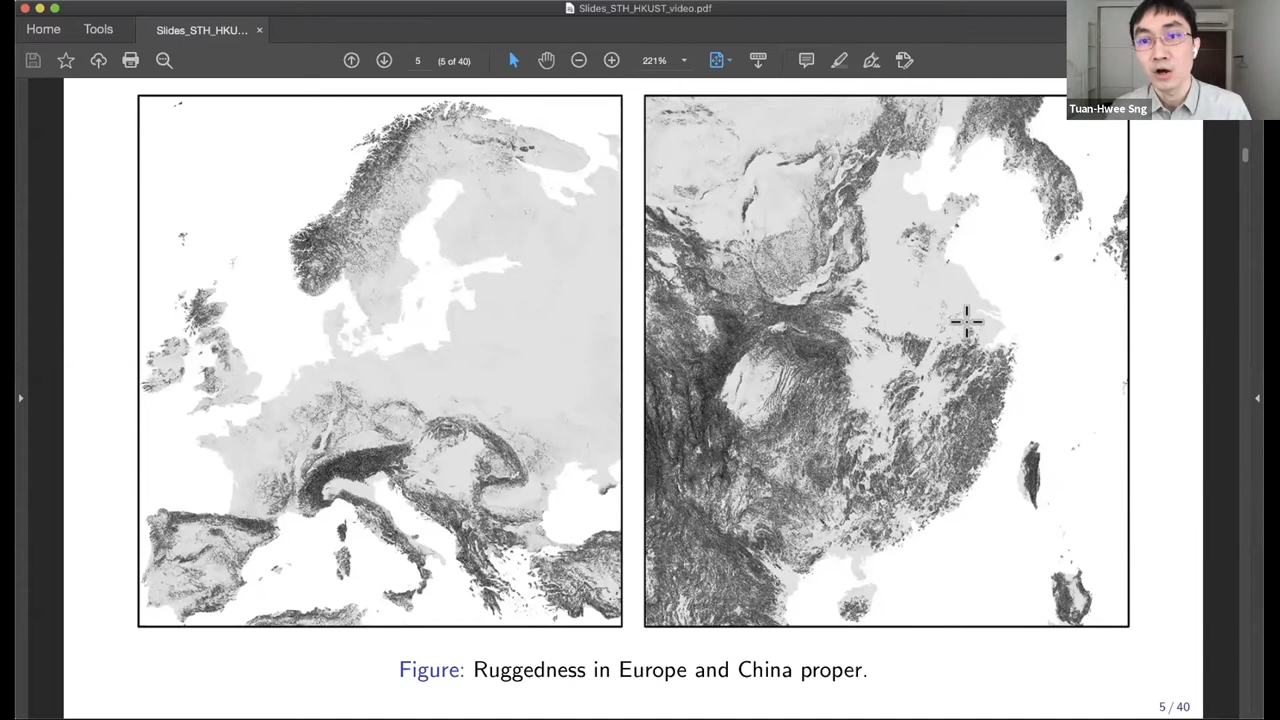 Slides_STH_HKUST_video.pdf
Home
Tools
Slides_STH_HKU... ×
5
(5 of 40)
221%
Tuan-Hwee Sng
Figure: Ruggedness in Europe and China proper.
5 / 40